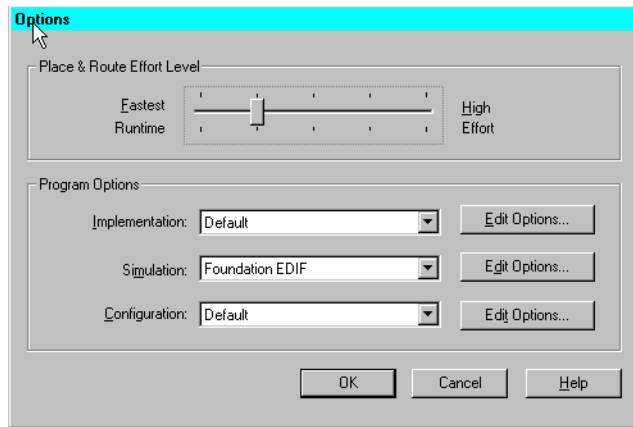 Options
Place & Route Effort Level
Fastest
Runtime
High
Effort
Program Options
Implementation: Default Edit Options...
Simulation: Foundation EDIF Edit Options...
Configuration: Default Edit Options...
OK Cancel Help